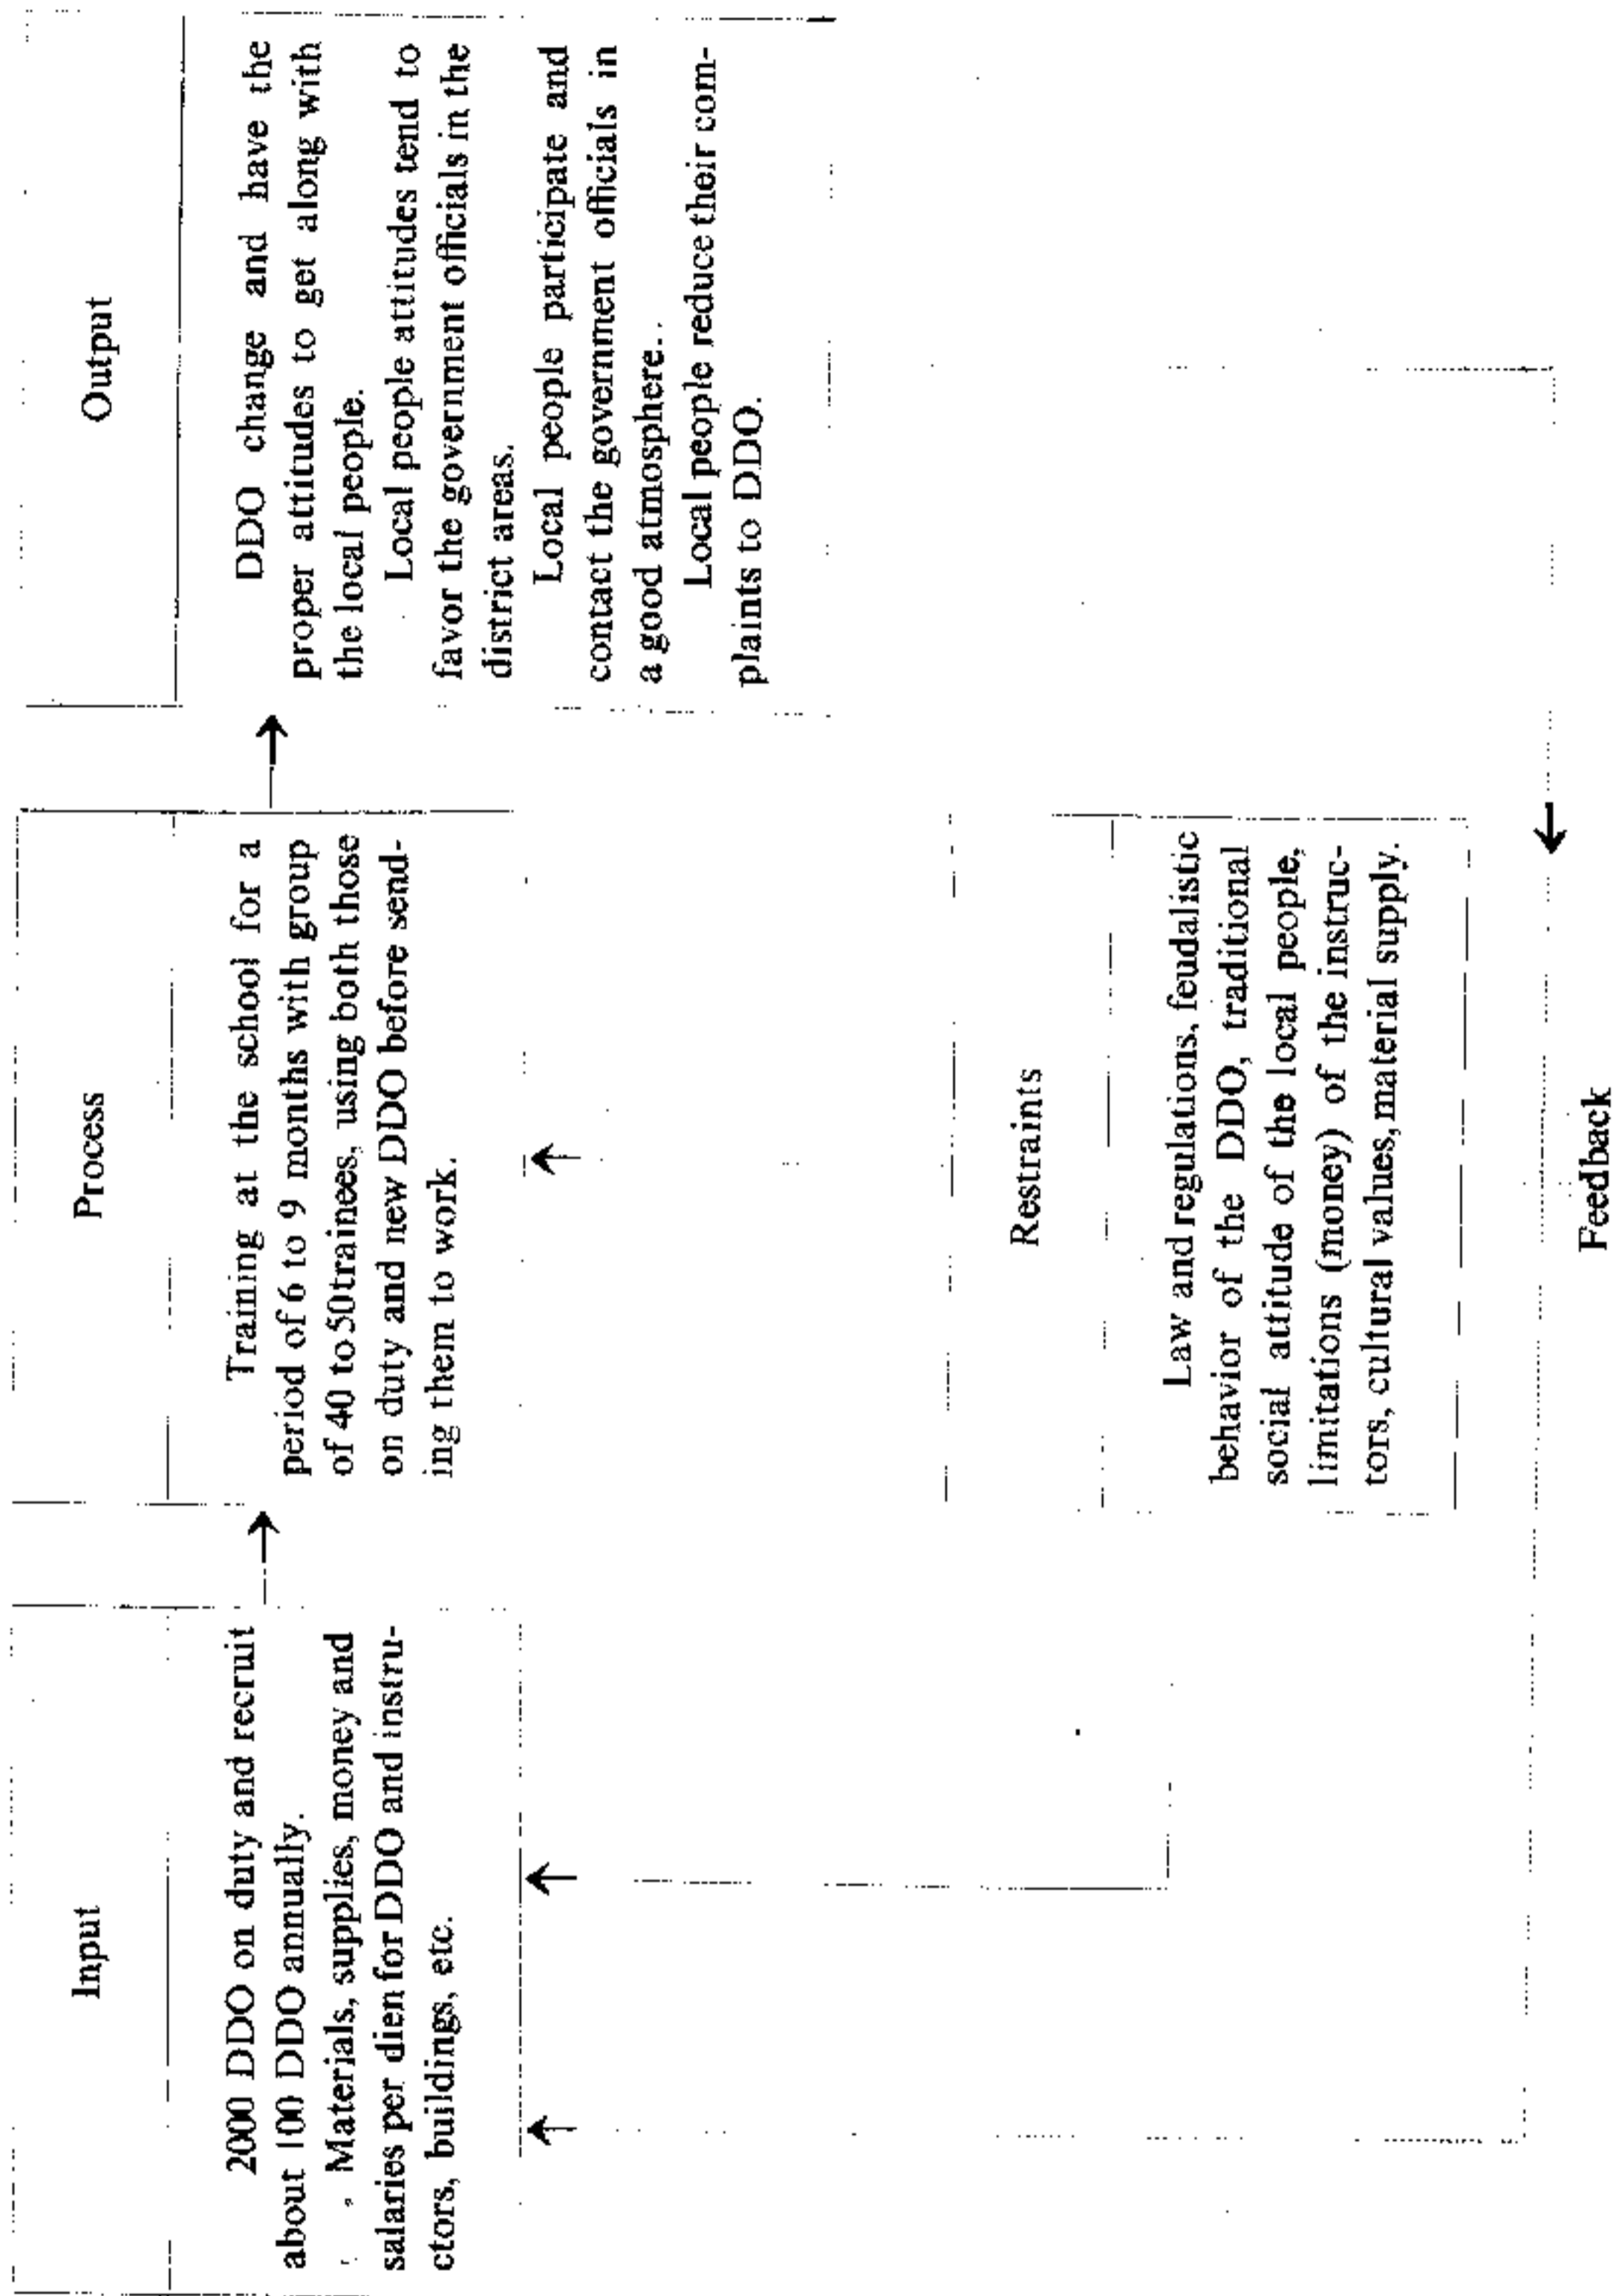 Input
2000 DDO on duty and recruit
about 100 DDO annually.
Materials, supplies, money and
salaries per dien for DDO and instru-
ctors, buildings, etc.
Process
Training at the school for a
period of 6 to 9 months with group
of 40 to 50 trainees, using both those
on duty and new DDO before send-
ing them to work.
Output
DDO change and have the
proper attitudes to get along with
the local people.
Local people attitudes tend to
favor the government officials in the
district areas.
Local people participate and
contact the government officials in
a good atmosphere..
Local people reduce their com-
plaints to DDO.
Restraints
Law and regulations, feudalistic
behavior of the DDO, traditional
social attitude of the local people,
limitations (money) of the instruc-
tors, cultural values, material supply.
Feedback